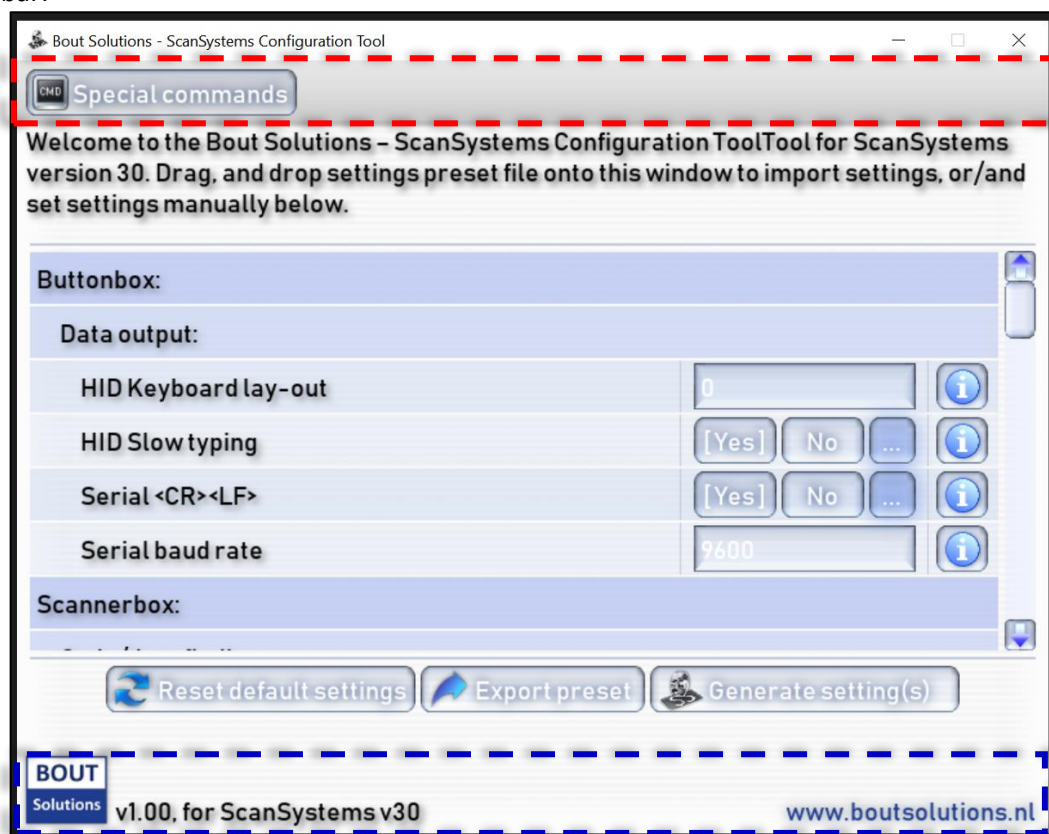 Bout Solutions - ScanSystems Configuration Tool
CMD Special commands
Welcome to the Bout Solutions – ScanSystems Configuration ToolTool for ScanSystems
version 30. Drag, and drop settings preset file onto this window to import settings, or/and
set settings manually below.
Buttonbox:
Data output:
HID Keyboard lay-out 0
HID Slow typing [Yes] No ...
Serial <CR><LF> [Yes] No ...
Serial baud rate 9600
Scannerbox:
Reset default settings Export preset Generate setting(s)
BOUT
Solutions v1.00, for ScanSystems v30 www.boutsolutions.nl